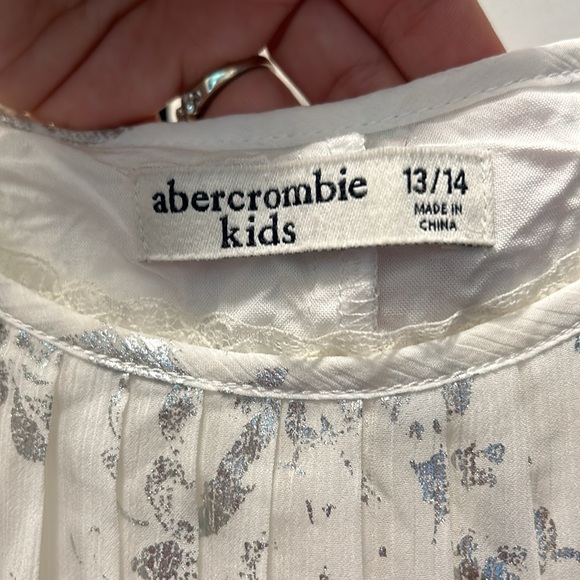 abercrombie
kids
13/14
MADE IN
CHINA